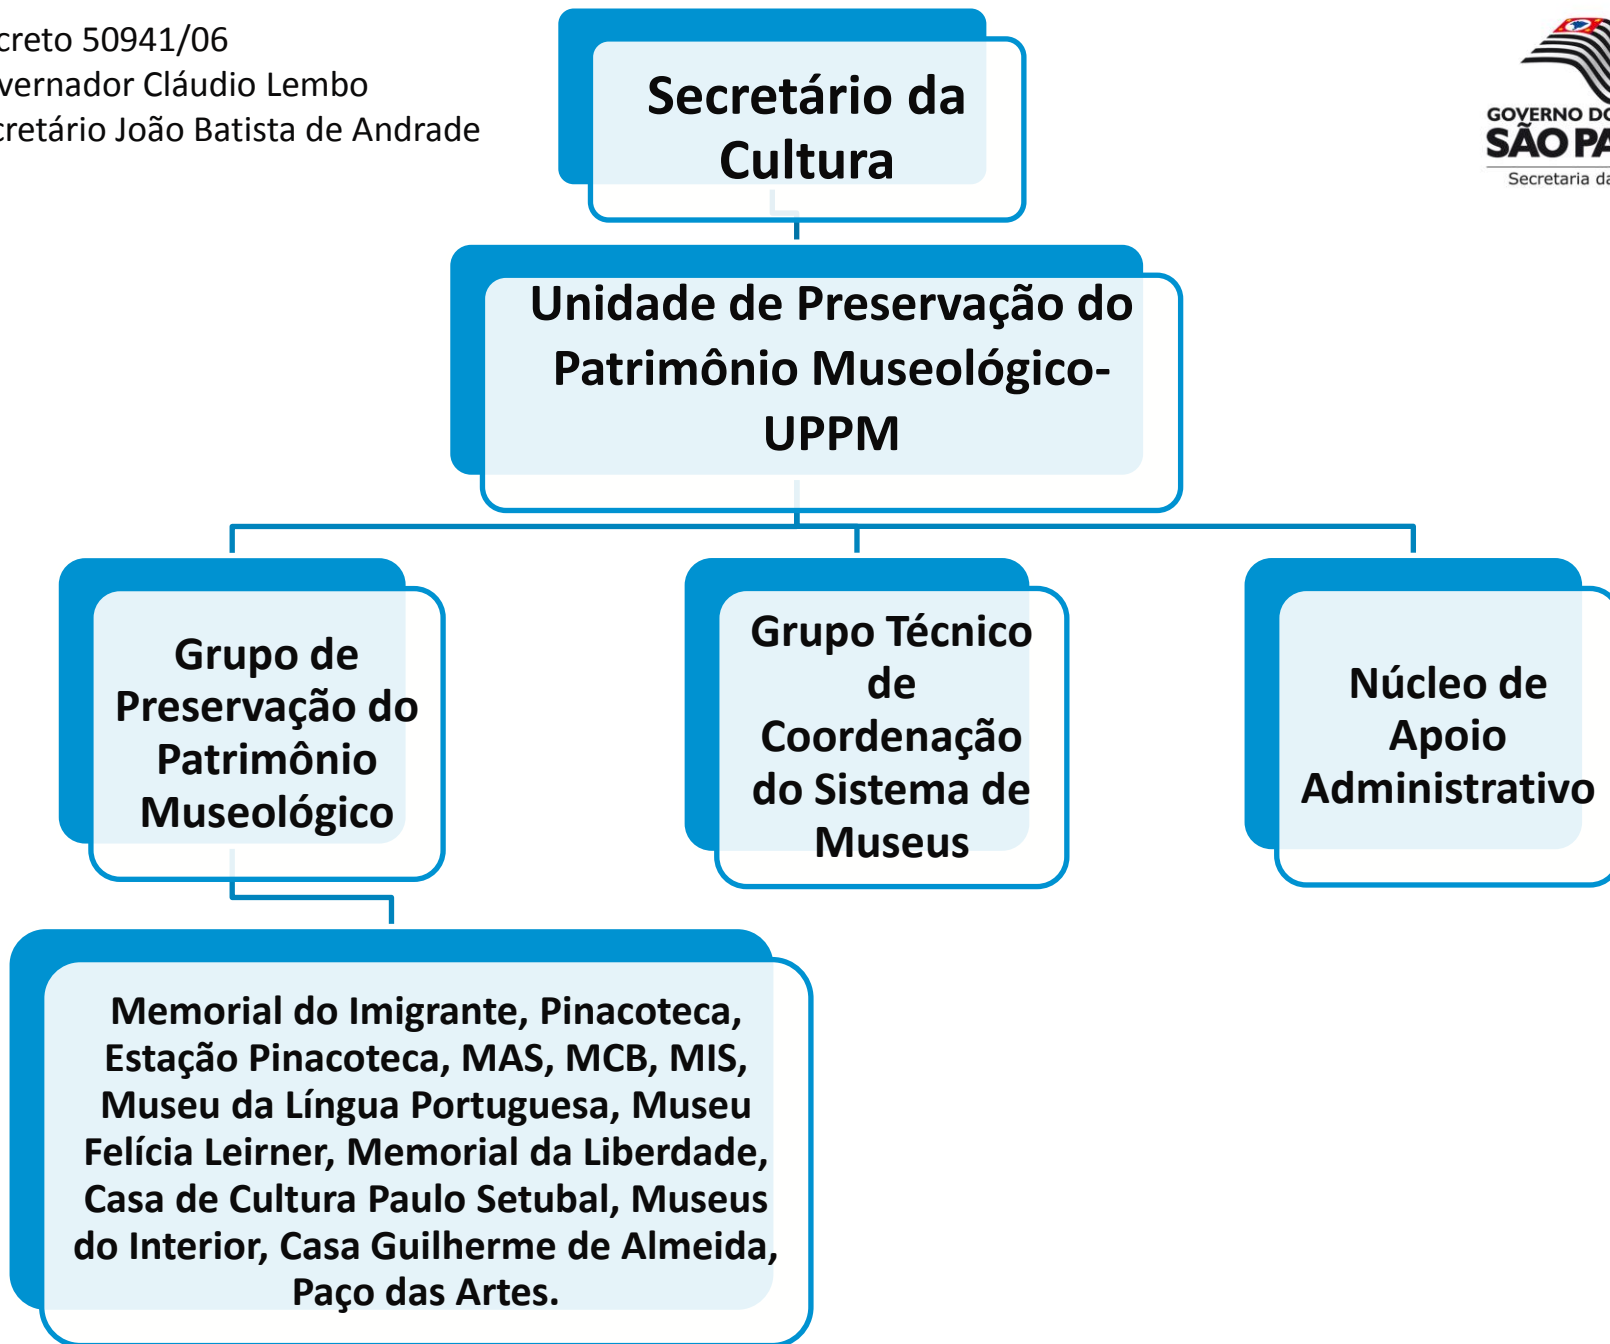 creto 50941/06
vernador Cláudio Lembo
cretário João Batista de Andrade
GOVERNO DO
SÃO PA
Secretaria da
Secretário da
Cultura
Unidade de Preservação do
Patrimônio Museológico-
UPPM
Grupo de
Preservação do
Patrimônio
Museológico
Grupo Técnico
de
Coordenação
do Sistema de
Museus
Núcleo de
Apoio
Administrativo
Memorial do Imigrante, Pinacoteca,
Estação Pinacoteca, MAS, MCB, MIS,
Museu da Língua Portuguesa, Museu
Felícia Leirner, Memorial da Liberdade,
Casa de Cultura Paulo Setubal, Museus
do Interior, Casa Guilherme de Almeida,
Paço das Artes.